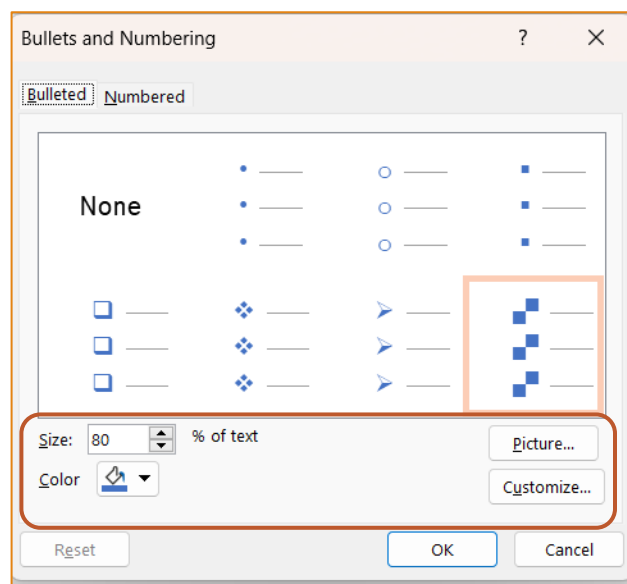 Bullets and Numbering
?
Bulleted Numbered
None
Size: 80 % of text
Picture...
Color
Customize...
Reset OK Cancel